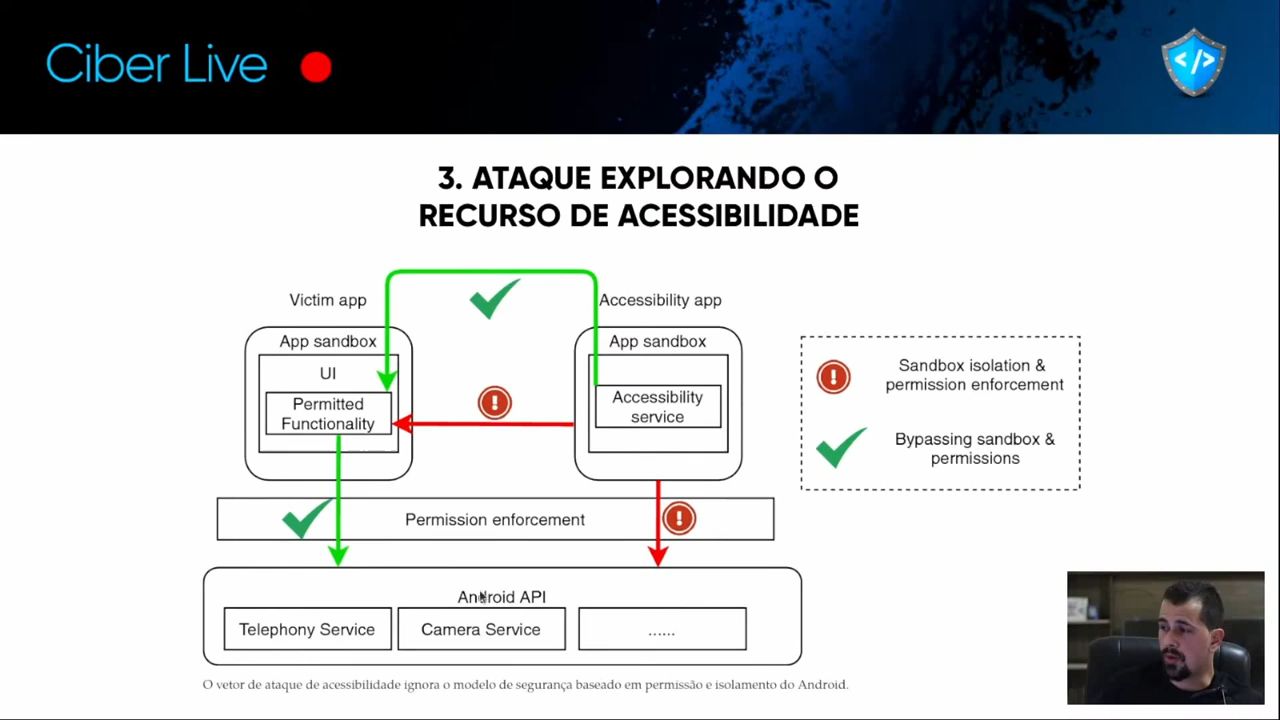 Ciber Live
</>
3. ATAQUE EXPLORANDO O
RECURSO DE ACESSIBILIDADE
Victim app
Accessibility app
App sandbox
UI
Permitted
Functionality
App sandbox
Accessibility
service
!
Sandbox isolation &
permission enforcement
Bypassing sandbox &
permissions
!
Permission enforcement
!
Android API
Telephony Service
Camera Service
......
O vetor de ataque de acessibilidade ignora o modelo de segurança baseado em permissão e isolamento do Android.